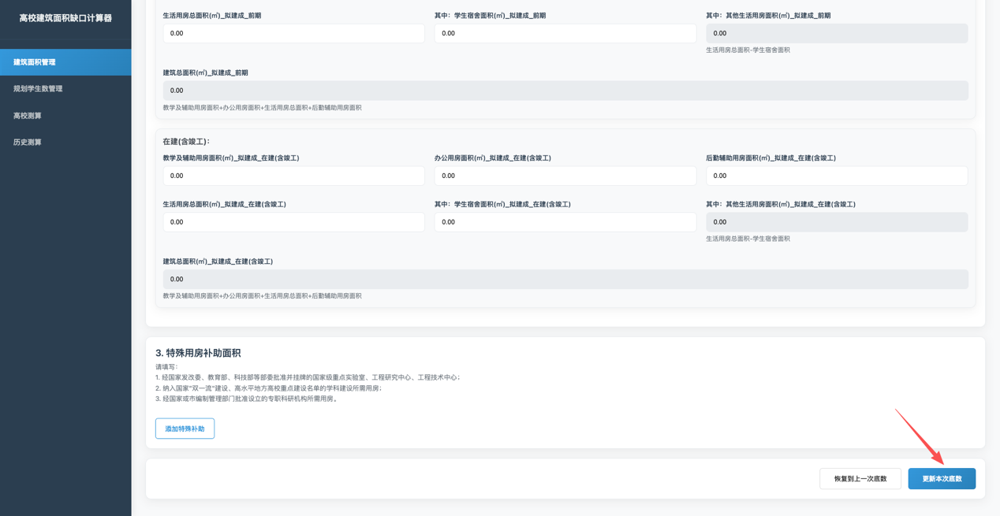 高校建筑面积缺口计算器
建筑面积管理
规划学生数管理
高校测算
历史测算
生活用房总面积(㎡)_拟建成_前期
其中：学生宿舍面积(㎡)_拟建成_前期
其中：其他生活用房面积(㎡)_拟建成_前期
0.00
0.00
0.00
生活用房总面积-学生宿舍面积
建筑总面积(㎡)_拟建成_前期
0.00
教学及辅助用房面积+办公用房面积+生活用房总面积+后勤辅助用房面积
在建(含竣工)：
教学及辅助用房面积(㎡)_拟建成_在建(含竣工)
办公用房面积(㎡)_拟建成_在建(含竣工)
后勤辅助用房面积(㎡)_拟建成_在建(含竣工)
0.00
0.00
0.00
生活用房总面积(㎡)_拟建成_在建(含竣工)
其中：学生宿舍面积(㎡)_拟建成_在建(含竣工)
其中：其他生活用房面积(㎡)_拟建成_在建(含竣工)
0.00
0.00
0.00
生活用房总面积-学生宿舍面积
建筑总面积(㎡)_拟建成_在建(含竣工)
0.00
教学及辅助用房面积+办公用房面积+生活用房总面积+后勤辅助用房面积
3. 特殊用房补助面积
请填写：
1. 经国家发改委、教育部、科技部等部委批准并挂牌的国家级重点实验室、工程研究中心、工程技术中心；
2. 纳入国家“双一流”建设、高水平地方高校重点建设名单的学科建设所需用房；
3. 经国家或市编制管理部门批准设立的专职科研机构所需用房。
添加特殊补助
恢复到上一次底数
更新本次底数